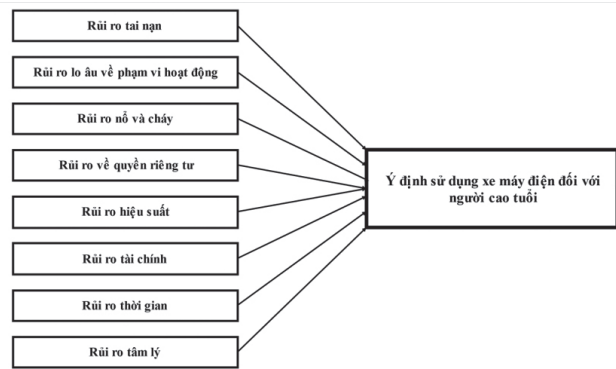 Rủi ro tai nạn
Rủi ro lo âu về phạm vi hoạt động
Rủi ro nổ và cháy
Rủi ro về quyền riêng tư
Rủi ro hiệu suất
Rủi ro tài chính
Rủi ro thời gian
Rủi ro tâm lý
Ý định sử dụng xe máy điện đối với
người cao tuổi